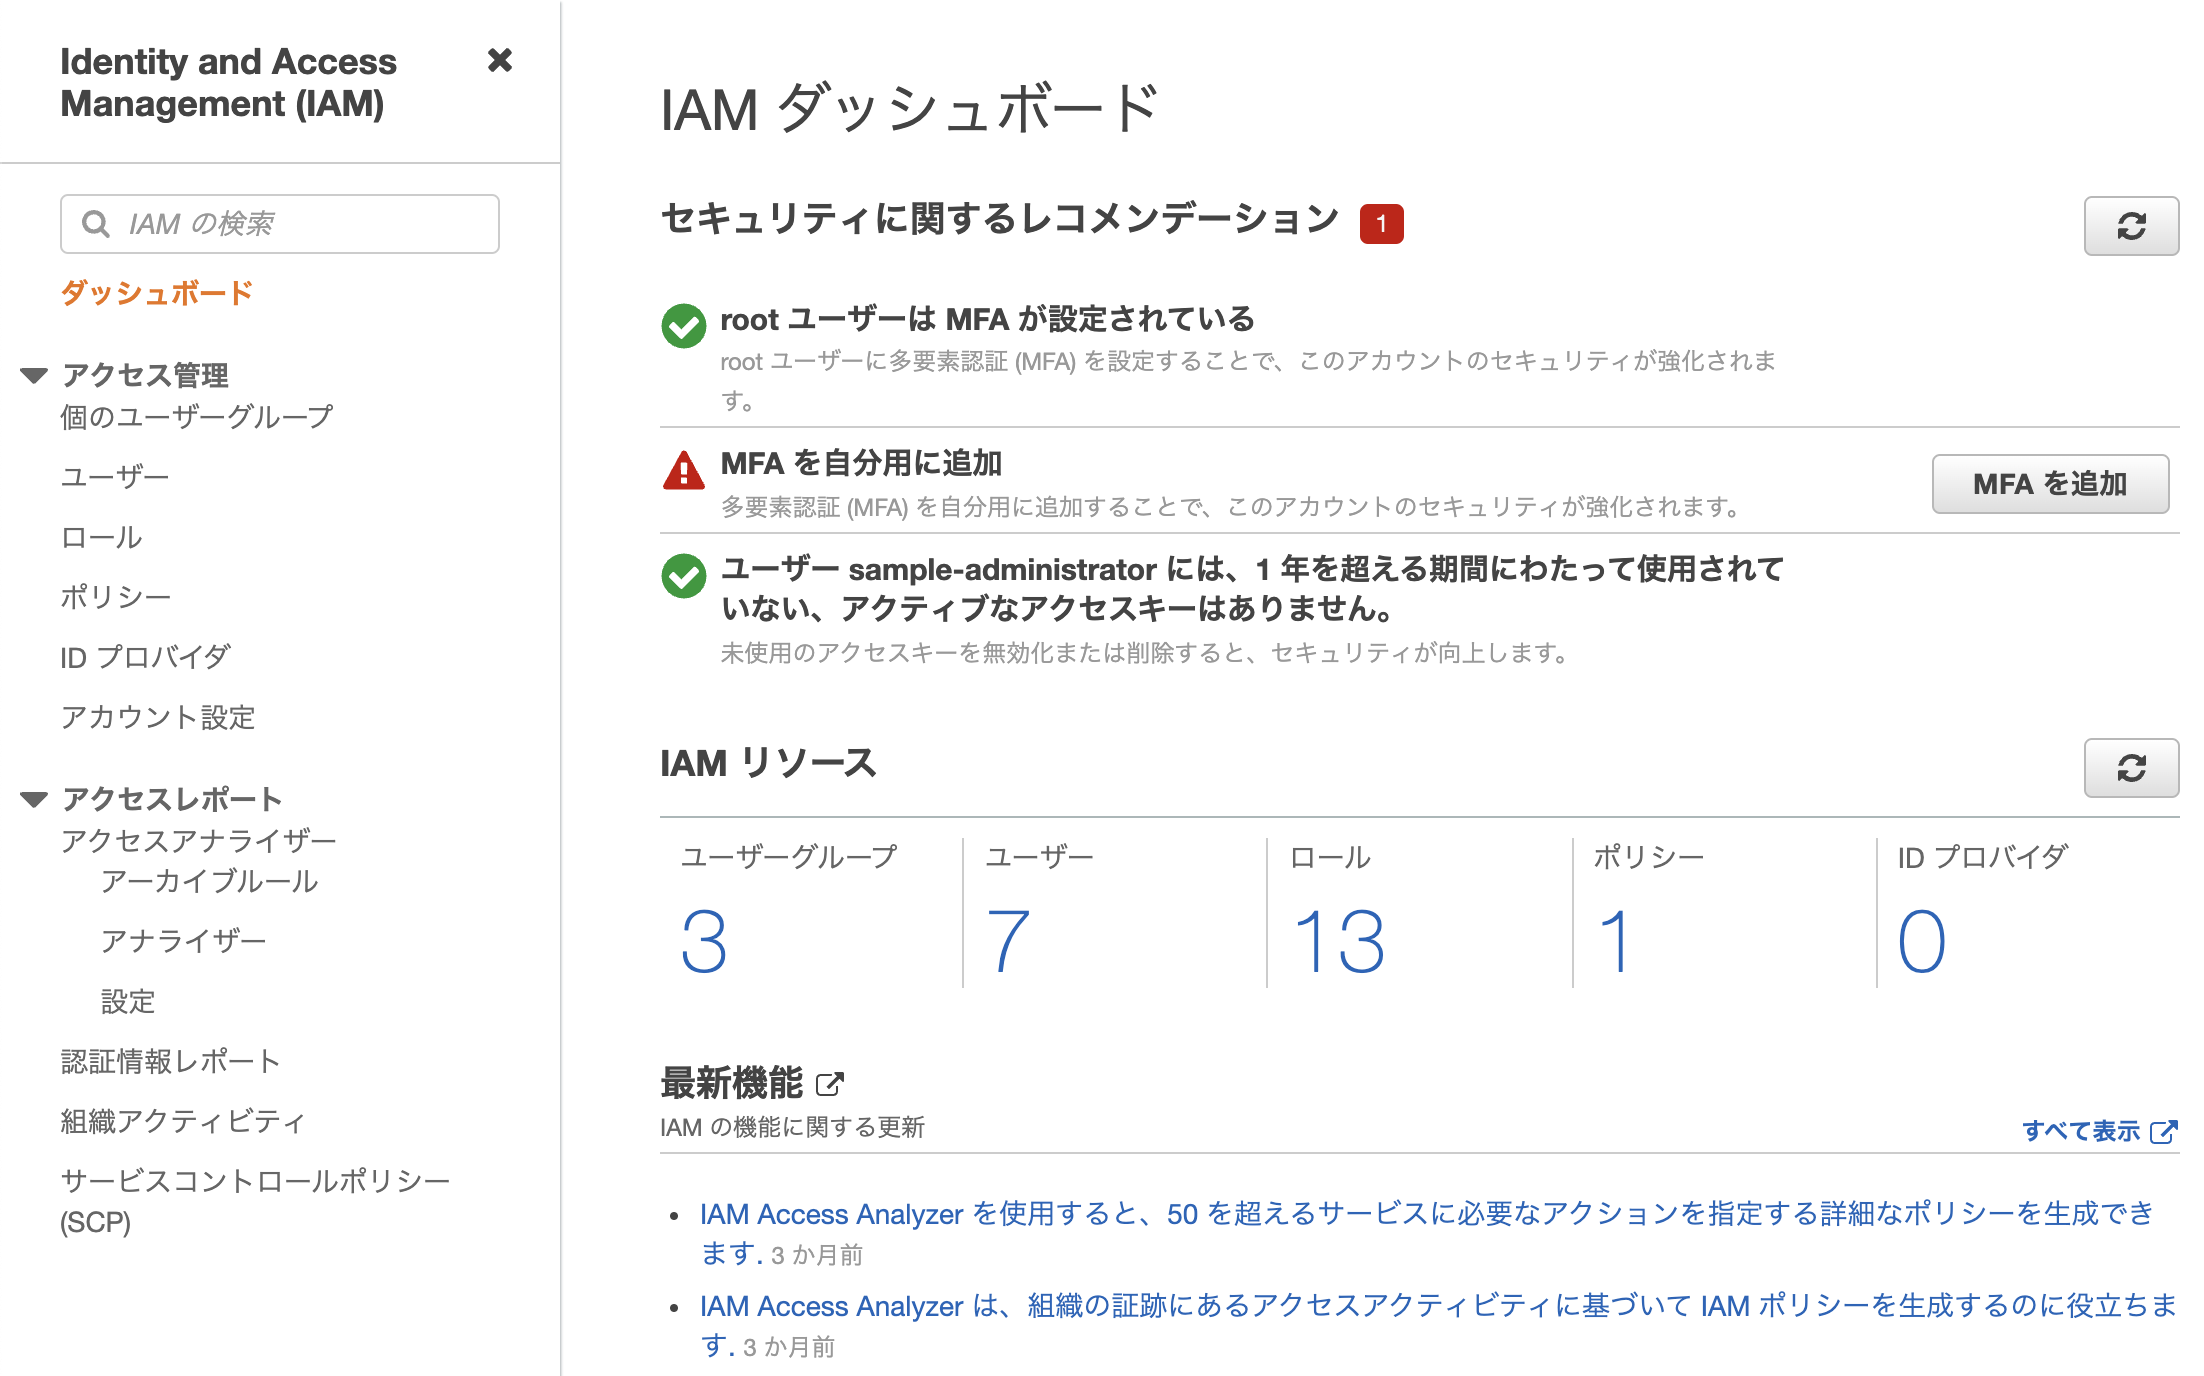 Identity and Access
Management (IAM)
IAM の検索
ダッシュボード
アクセス管理
個のユーザーグループ
ユーザー
ロール
ポリシー
ID プロバイダ
アカウント設定
アクセスレポート
アクセスアナライザー
アーカイブルール
アナライザー
設定
認証情報レポート
組織アクティビティ
サービスコントロールポリシー
(SCP)
IAM ダッシュボード
セキュリティに関するレコメンデーション 1
root ユーザーは MFA が設定されている
root ユーザーに多要素認証 (MFA) を設定することで、このアカウントのセキュリティが強化されま
す。
MFA を自分用に追加
多要素認証 (MFA) を自分用に追加することで、このアカウントのセキュリティが強化されます。
MFA を追加
ユーザー sample-administrator には、1 年を超える期間にわたって使用されて
いない、アクティブなアクセスキーはありません。
未使用のアクセスキーを無効化または削除すると、セキュリティが向上します。
IAM リソース
ユーザーグループ ユーザー ロール ポリシー ID プロバイダ
3 7 13 1 0
最新機能
IAM の機能に関する更新
すべて表示
IAM Access Analyzer を使用すると、50 を超えるサービスに必要なアクションを指定する詳細なポリシーを生成でき
ます. 3 か月前
IAM Access Analyzer は、組織の証跡にあるアクセスアクティビティに基づいて IAM ポリシーを生成するのに役立ちま
す. 3 か月前